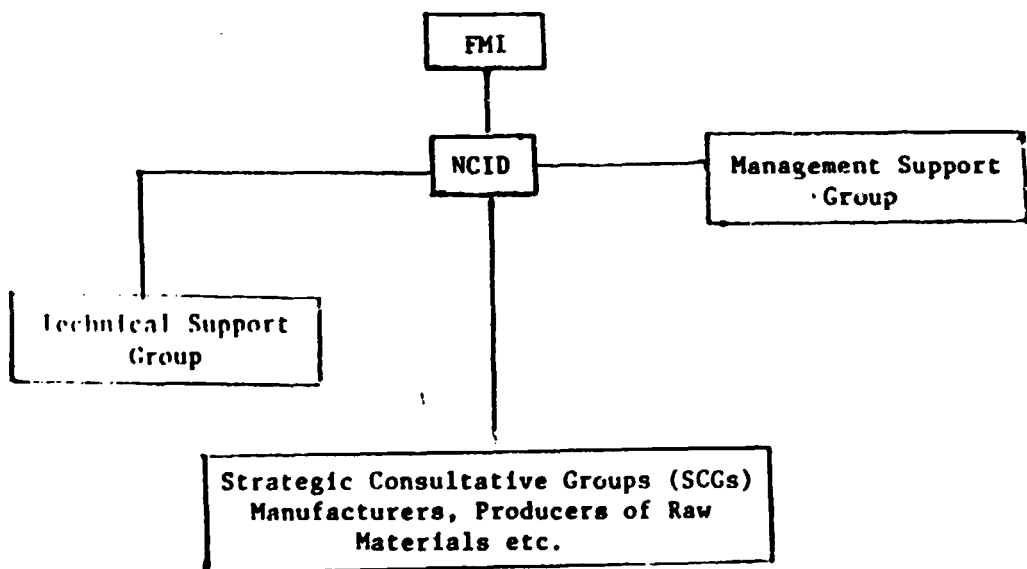 FMI
NCID
Management Support
Group
Technical Support
Group
Strategic Consultative Groups (SCGs)
Manufacturers, Producers of Raw
Materials etc.